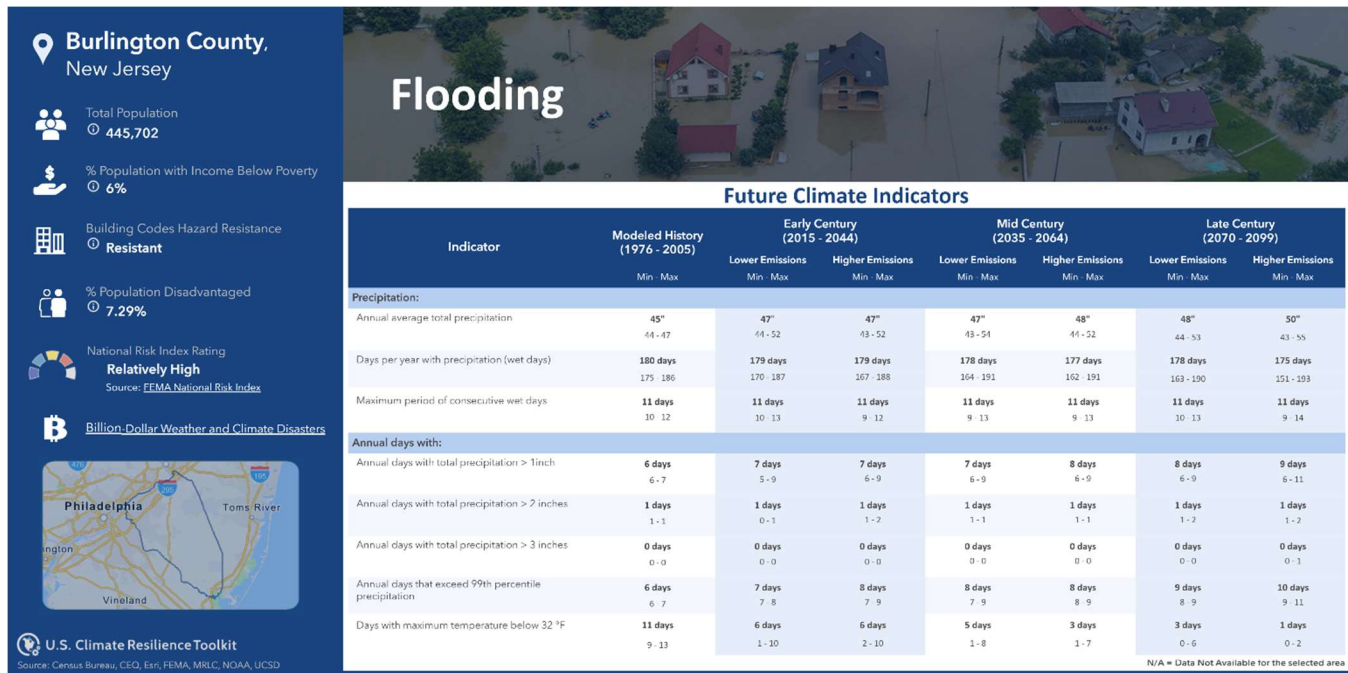 Burlington County,
New Jersey
Total Population
445,702
% Population with Income Below Poverty
6%
Building Codes Hazard Resistance
Resistant
% Population Disadvantaged
7.29%
National Risk Index Rating
Relatively High
Source: FEMA National Risk Index
Billion-Dollar Weather and Climate Disasters
476
195
295
Philadelphia
Toms River
ington
Vineland
U.S. Climate Resilience Toolkit
Source: Census Bureau, CEQ, Esri, FEMA, MRLC, NOAA, UCSD
Flooding
Future Climate Indicators
Indicator
Modeled History
(1976 - 2005)
Early Century
(2015 - 2044)
Mid Century
(2035 - 2064)
Late Century
(2070 - 2099)
Lower Emissions Higher Emissions Lower Emissions Higher Emissions Lower Emissions Higher Emissions
Min - Max Min - Max Min - Max Min - Max Min - Max Min - Max Min - Max
Precipitation:
Annual average total precipitation 45" 47" 47" 47" 48" 48" 50"
44 - 47 44 - 52 43 - 52 43 - 54 44 - 52 44 - 53 43 - 55
Days per year with precipitation (wet days) 180 days 179 days 179 days 178 days 177 days 178 days 175 days
175 - 186 170 - 187 167 - 188 164 - 191 162 - 191 163 - 190 151 - 193
Maximum period of consecutive wet days 11 days 11 days 11 days 11 days 11 days 11 days 11 days
10 - 12 10 - 13 9 - 12 9 - 13 9 - 13 10 - 13 9 - 14
Annual days with:
Annual days with total precipitation > 1inch 6 days 7 days 7 days 7 days 8 days 8 days 9 days
6 - 7 5 - 9 6 - 9 6 - 9 6 - 9 6 - 9 6 - 11
Annual days with total precipitation > 2 inches 1 days 1 days 1 days 1 days 1 days 1 days 1 days
1 - 1 0 - 1 1 - 2 1 - 1 1 - 1 1 - 2 1 - 2
Annual days with total precipitation > 3 inches 0 days 0 days 0 days 0 days 0 days 0 days 0 days
0 - 0 0 - 0 0 - 0 0 - 0 0 - 0 0 - 0 0 - 1
Annual days that exceed 99th percentile
precipitation 6 days 7 days 8 days 8 days 8 days 9 days 10 days
6 - 7 7 - 8 7 - 9 7 - 9 8 - 9 8 - 9 9 - 11
Days with maximum temperature below 32 °F 11 days 6 days 6 days 5 days 3 days 3 days 1 days
9 - 13 1 - 10 2 - 10 1 - 8 1 - 7 0 - 6 0 - 2
N/A = Data Not Available for the selected area